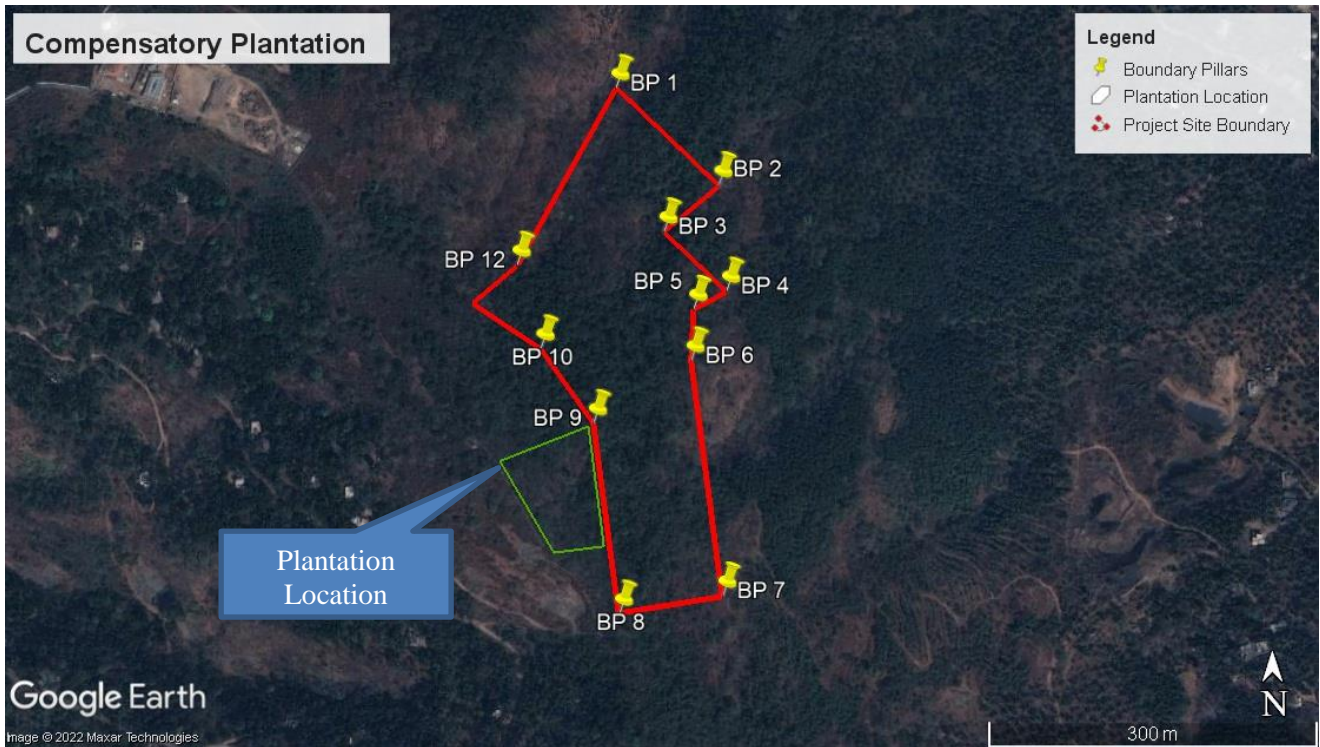 Compensatory Plantation
Legend
Boundary Pillars
Plantation Location
Project Site Boundary
BP 1
BP 2
BP 3
BP 12
BP 5
BP 4
BP 10
BP 6
BP 9
Plantation
Location
BP 7
BP 8
N
Google Earth
300 m
mage © 2022 Maxar Technologies